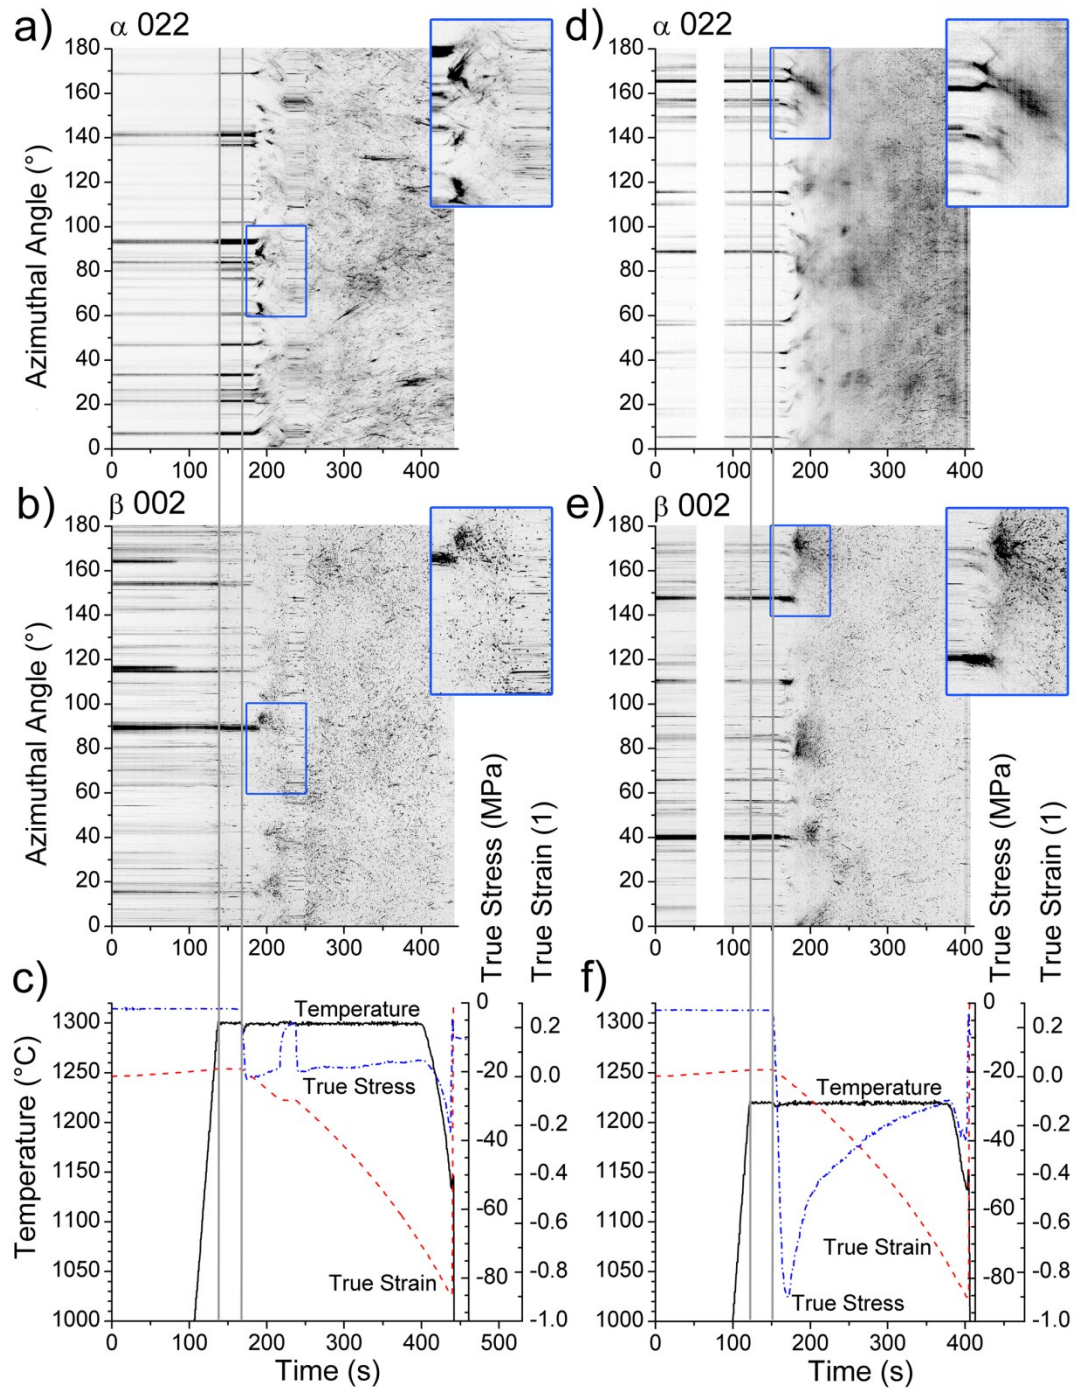 a) α 022
180
160
140
120
100
80
60
40
20
0
Azimuthal Angle (°)
0 100 200 300 400
d) α 022
180
160
140
120
100
80
60
40
20
0
Azimuthal Angle (°)
0 100 200 300 400
b) β 002
180
160
140
120
100
80
60
40
20
0
Azimuthal Angle (°)
0 100 200 300 400
True Stress (MPa)
True Strain (1)
e) β 002
180
160
140
120
100
80
60
40
20
0
Azimuthal Angle (°)
0 100 200 300 400
True Stress (MPa)
True Strain (1)
c)
1300
1250
1200
1150
1100
1050
1000
Temperature (°C)
Temperature
True Stress
True Strain
0
-20
-40
-60
-80
0.2
0.0
-0.2
-0.4
-0.6
-0.8
-1.0
0 100 200 300 400 500
Time (s)
f)
1300
1250
1200
1150
1100
1050
1000
Temperature
True Strain
True Stress
0
-20
-40
-60
-80
0.2
0.0
-0.2
-0.4
-0.6
-0.8
-1.0
0 100 200 300 400
Time (s)